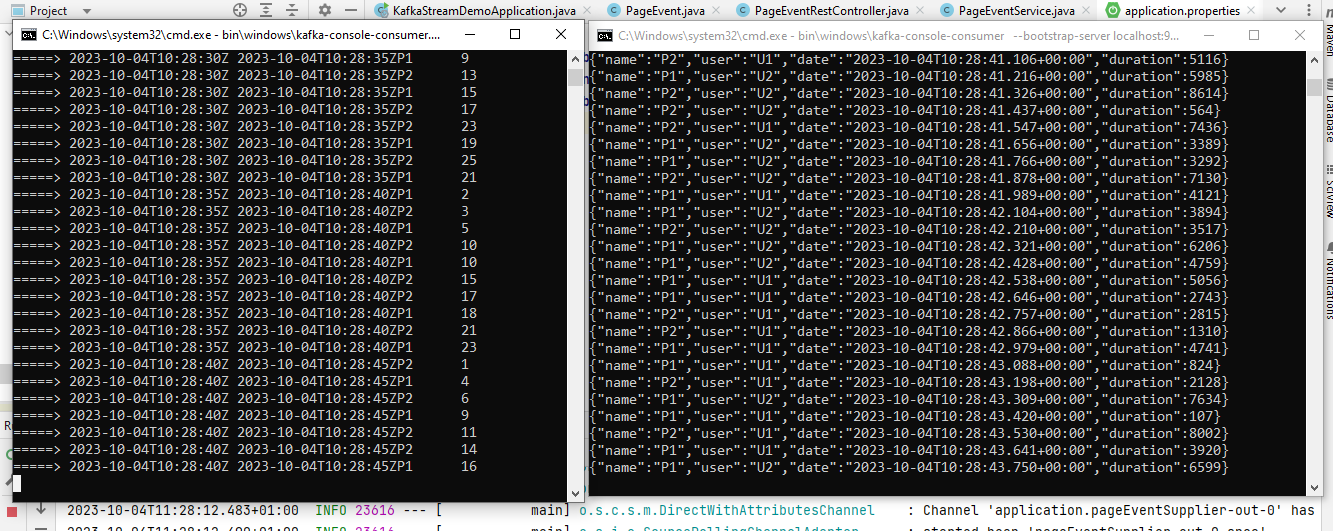 Project
KafkaStreamDemoApplication.java
PageEvent.java
PageEventRestController.java
PageEventService.java
application.properties
C:\Windows\system32\cmd.exe - bin\windows\kafka-console-consumer....
=====> 2023-10-04T10:28:30Z 2023-10-04T10:28:35ZP1 9
=====> 2023-10-04T10:28:30Z 2023-10-04T10:28:35ZP2 13
=====> 2023-10-04T10:28:30Z 2023-10-04T10:28:35ZP1 15
=====> 2023-10-04T10:28:30Z 2023-10-04T10:28:35ZP2 17
=====> 2023-10-04T10:28:30Z 2023-10-04T10:28:35ZP2 23
=====> 2023-10-04T10:28:30Z 2023-10-04T10:28:35ZP1 19
=====> 2023-10-04T10:28:30Z 2023-10-04T10:28:35ZP2 25
=====> 2023-10-04T10:28:30Z 2023-10-04T10:28:35ZP1 21
=====> 2023-10-04T10:28:35Z 2023-10-04T10:28:40ZP1 2
=====> 2023-10-04T10:28:35Z 2023-10-04T10:28:40ZP2 3
=====> 2023-10-04T10:28:35Z 2023-10-04T10:28:40ZP1 5
=====> 2023-10-04T10:28:35Z 2023-10-04T10:28:40ZP2 10
=====> 2023-10-04T10:28:35Z 2023-10-04T10:28:40ZP1 10
=====> 2023-10-04T10:28:35Z 2023-10-04T10:28:40ZP2 15
=====> 2023-10-04T10:28:35Z 2023-10-04T10:28:40ZP2 17
=====> 2023-10-04T10:28:35Z 2023-10-04T10:28:40ZP1 18
=====> 2023-10-04T10:28:35Z 2023-10-04T10:28:40ZP2 21
=====> 2023-10-04T10:28:35Z 2023-10-04T10:28:40ZP1 23
=====> 2023-10-04T10:28:40Z 2023-10-04T10:28:45ZP2 1
=====> 2023-10-04T10:28:40Z 2023-10-04T10:28:45ZP1 4
=====> 2023-10-04T10:28:40Z 2023-10-04T10:28:45ZP2 6
=====> 2023-10-04T10:28:40Z 2023-10-04T10:28:45ZP1 9
=====> 2023-10-04T10:28:40Z 2023-10-04T10:28:45ZP2 11
=====> 2023-10-04T10:28:40Z 2023-10-04T10:28:45ZP2 14
=====> 2023-10-04T10:28:40Z 2023-10-04T10:28:45ZP1 16
C:\Windows\system32\cmd.exe - bin\windows\kafka-console-consumer --bootstrap-server localhost:9...
{"name":"P2","user":"U1","date":"2023-10-04T10:28:41.106+00:00","duration":5116}
{"name":"P1","user":"U2","date":"2023-10-04T10:28:41.216+00:00","duration":5985}
{"name":"P2","user":"U2","date":"2023-10-04T10:28:41.326+00:00","duration":8614}
{"name":"P2","user":"U2","date":"2023-10-04T10:28:41.437+00:00","duration":564}
{"name":"P2","user":"U1","date":"2023-10-04T10:28:41.547+00:00","duration":7436}
{"name":"P1","user":"U2","date":"2023-10-04T10:28:41.656+00:00","duration":3389}
{"name":"P1","user":"U2","date":"2023-10-04T10:28:41.766+00:00","duration":3292}
{"name":"P2","user":"U2","date":"2023-10-04T10:28:41.878+00:00","duration":7130}
{"name":"P1","user":"U1","date":"2023-10-04T10:28:41.989+00:00","duration":4121}
{"name":"P1","user":"U2","date":"2023-10-04T10:28:42.104+00:00","duration":3894}
{"name":"P2","user":"U2","date":"2023-10-04T10:28:42.210+00:00","duration":3517}
{"name":"P1","user":"U2","date":"2023-10-04T10:28:42.321+00:00","duration":6206}
{"name":"P1","user":"U2","date":"2023-10-04T10:28:42.428+00:00","duration":4759}
{"name":"P1","user":"U1","date":"2023-10-04T10:28:42.538+00:00","duration":5056}
{"name":"P1","user":"U1","date":"2023-10-04T10:28:42.646+00:00","duration":2743}
{"name":"P2","user":"U1","date":"2023-10-04T10:28:42.757+00:00","duration":2815}
{"name":"P2","user":"U1","date":"2023-10-04T10:28:42.866+00:00","duration":1310}
{"name":"P1","user":"U1","date":"2023-10-04T10:28:42.979+00:00","duration":4741}
{"name":"P1","user":"U1","date":"2023-10-04T10:28:43.088+00:00","duration":824}
{"name":"P2","user":"U1","date":"2023-10-04T10:28:43.198+00:00","duration":2128}
{"name":"P2","user":"U2","date":"2023-10-04T10:28:43.309+00:00","duration":7634}
{"name":"P1","user":"U1","date":"2023-10-04T10:28:43.420+00:00","duration":107}
{"name":"P2","user":"U1","date":"2023-10-04T10:28:43.530+00:00","duration":8002}
{"name":"P1","user":"U1","date":"2023-10-04T10:28:43.641+00:00","duration":3920}
{"name":"P1","user":"U2","date":"2023-10-04T10:28:43.750+00:00","duration":6599}
Maven
Database
SciView
Notifications
2023-10-04T11:28:12.483+01:00 INFO 23616 --- [ main] o.s.c.s.m.DirectWithAttributesChannel : Channel 'application.pageEventSupplier-out-0' has